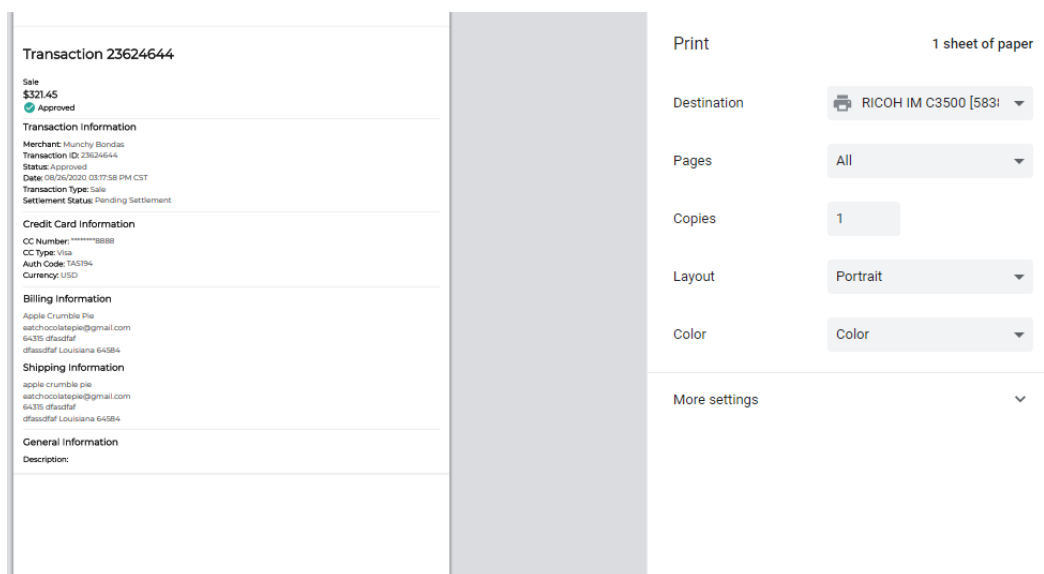 Transaction 23624644
Sale
$321.45
Approved
Transaction Information
Merchant: Munchy Bondas
Transaction ID: 23624644
Status: Approved
Date: 08/26/2020 03:17:58 PM CST
Transaction Type: Sale
Settlement Status: Pending Settlement
Credit Card Information
CC Number: ********8888
CC Type: Visa
Auth Code: TAS194
Currency: USD
Billing Information
Apple Crumble Pie
eatchocolatepie@gmail.com
64315 dfasdfaf
dfassdfaf Louisiana 64584
Shipping Information
apple crumble pie
eatchocolatepie@gmail.com
64315 dfasdfaf
dfassdfaf Louisiana 64584
General Information
Description:
Print 1 sheet of paper
Destination RICOH IM C3500 [583
Pages All
Copies 1
Layout Portrait
Color Color
More settings